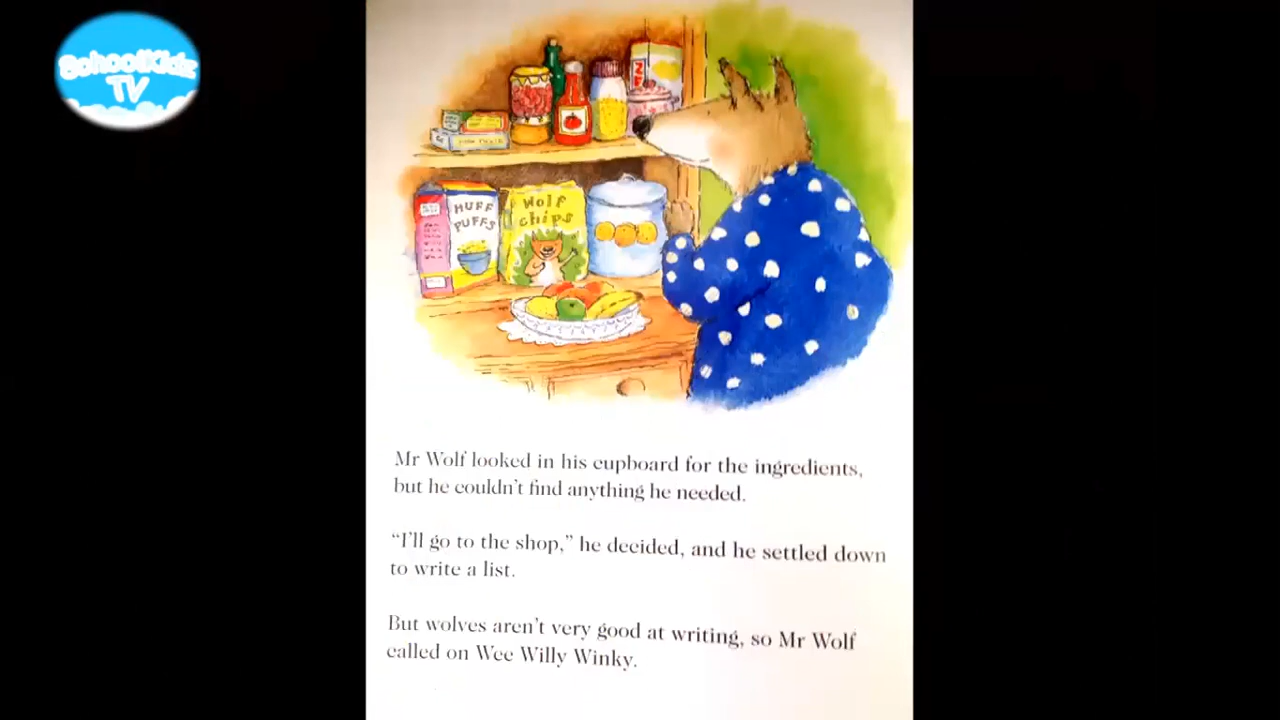 SchoolKidz
TV
HUFF
PUFFS
Wolf
chips
Mr Wolf looked in his cupboard for the ingredients,
but he couldn't find anything he needed.
“I'll go to the shop,” he decided, and he settled down
to write a list.
But wolves aren't very good at writing, so Mr Wolf
called on Wee Willy Winky.